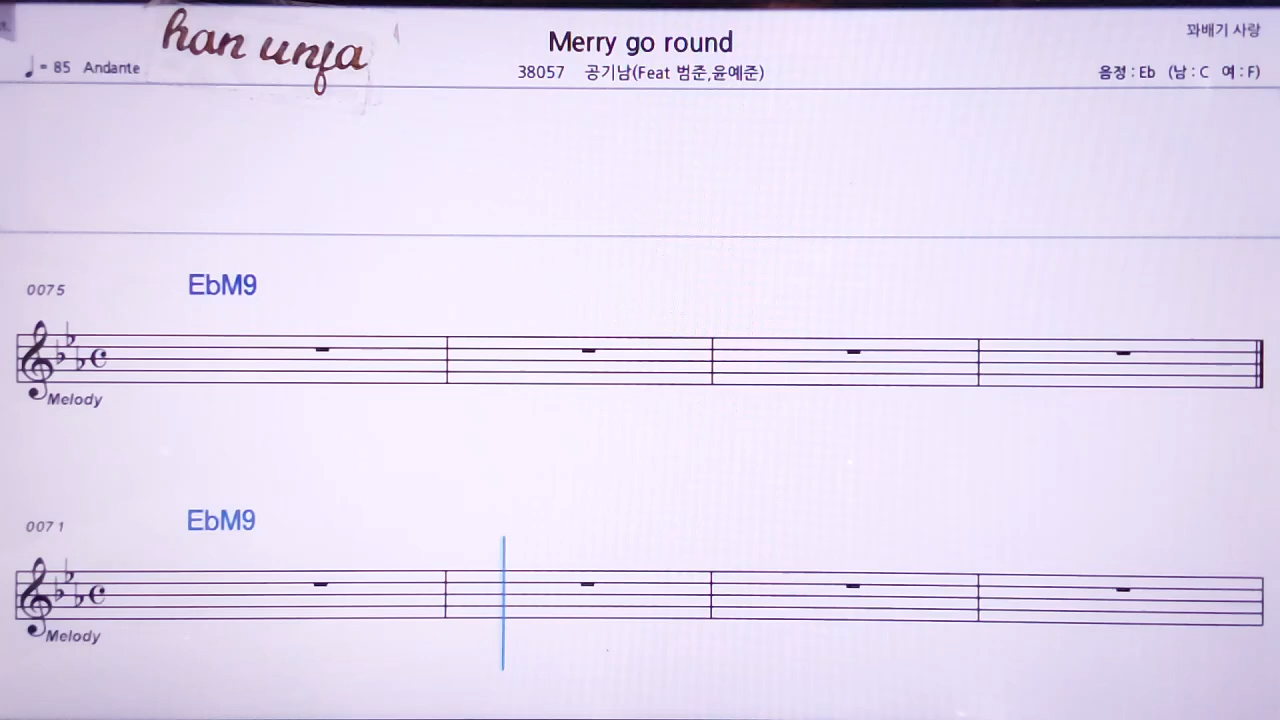 han unfa
Merry go round
꽈배기 사랑
♩= 85 Andante
38057 공기남(Feat 범준,윤예준)
음정 : Eb (남 : C 여 : F)
0075
EbM9
Melody
0071
EbM9
Melody